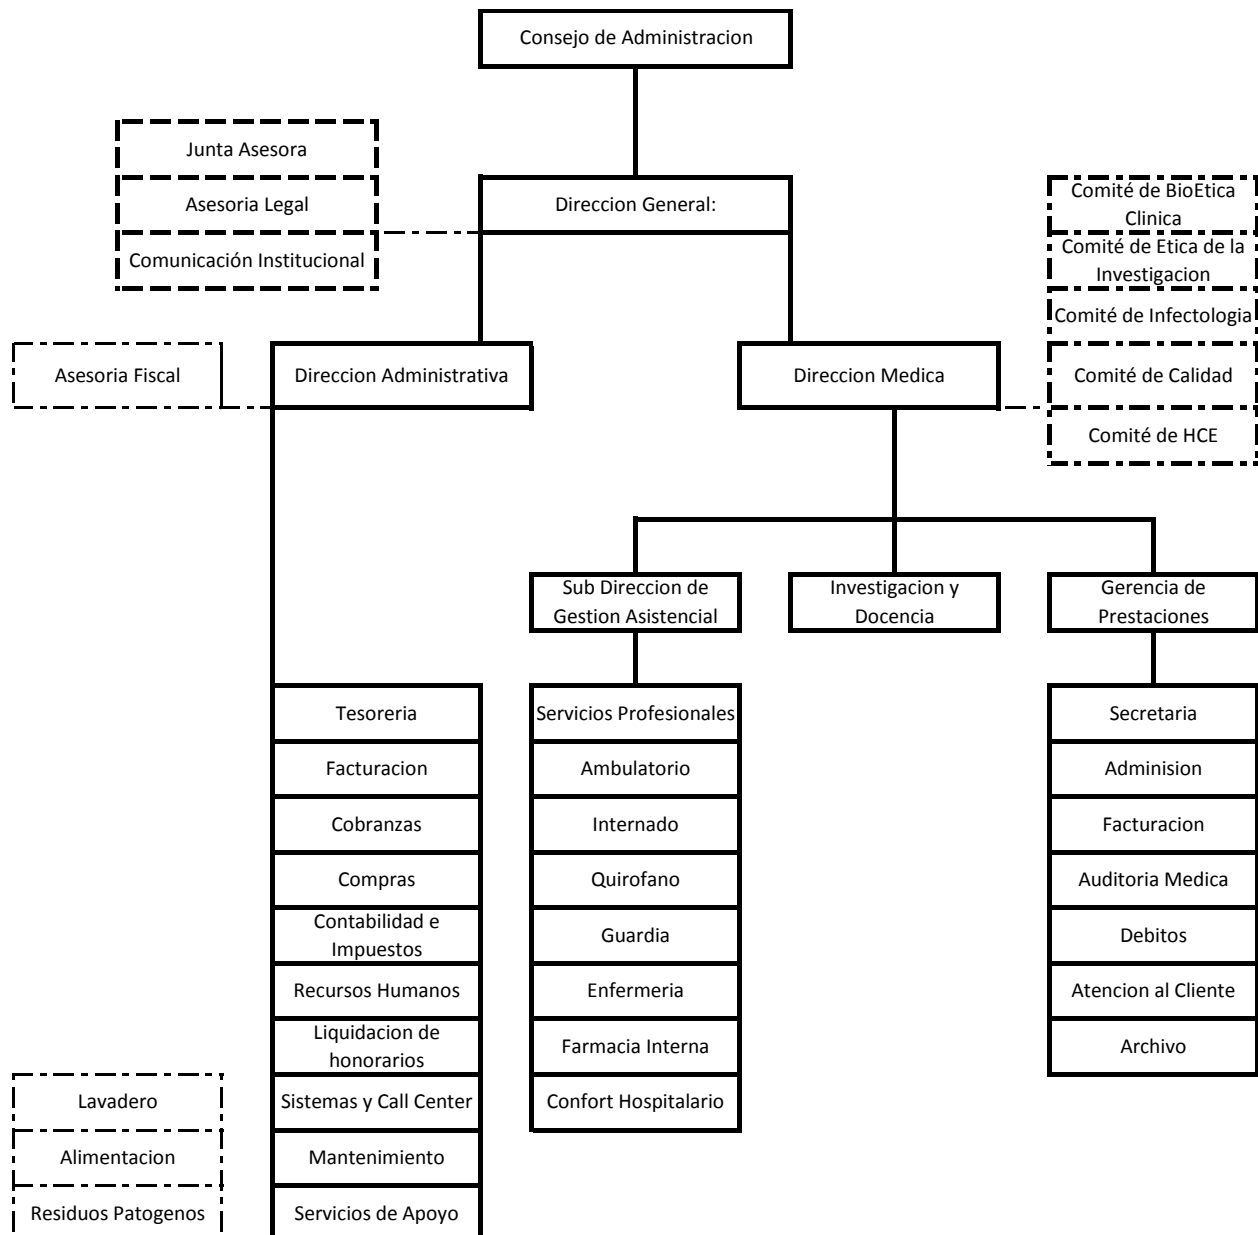 Consejo de Administracion
Junta Asesora
Asesoria Legal
Comunicación Institucional
Direccion General:
Comité de BioEtica
Clinica
Comité de Etica de la
Investigacion
Comité de Infectologia
Comité de Calidad
Comité de HCE
Asesoria Fiscal
Direccion Administrativa
Direccion Medica
Sub Direccion de
Gestion Asistencial
Investigacion y
Docencia
Gerencia de
Prestaciones
Tesoreria
Facturacion
Cobranzas
Compras
Contabilidad e
Impuestos
Recursos Humanos
Liquidacion de
honorarios
Sistemas y Call Center
Mantenimiento
Servicios de Apoyo
Servicios Profesionales
Ambulatorio
Internado
Quirofano
Guardia
Enfermeria
Farmacia Interna
Confort Hospitalario
Secretaria
Adminision
Facturacion
Auditoria Medica
Debitos
Atencion al Cliente
Archivo
Lavadero
Alimentacion
Residuos Patogenos